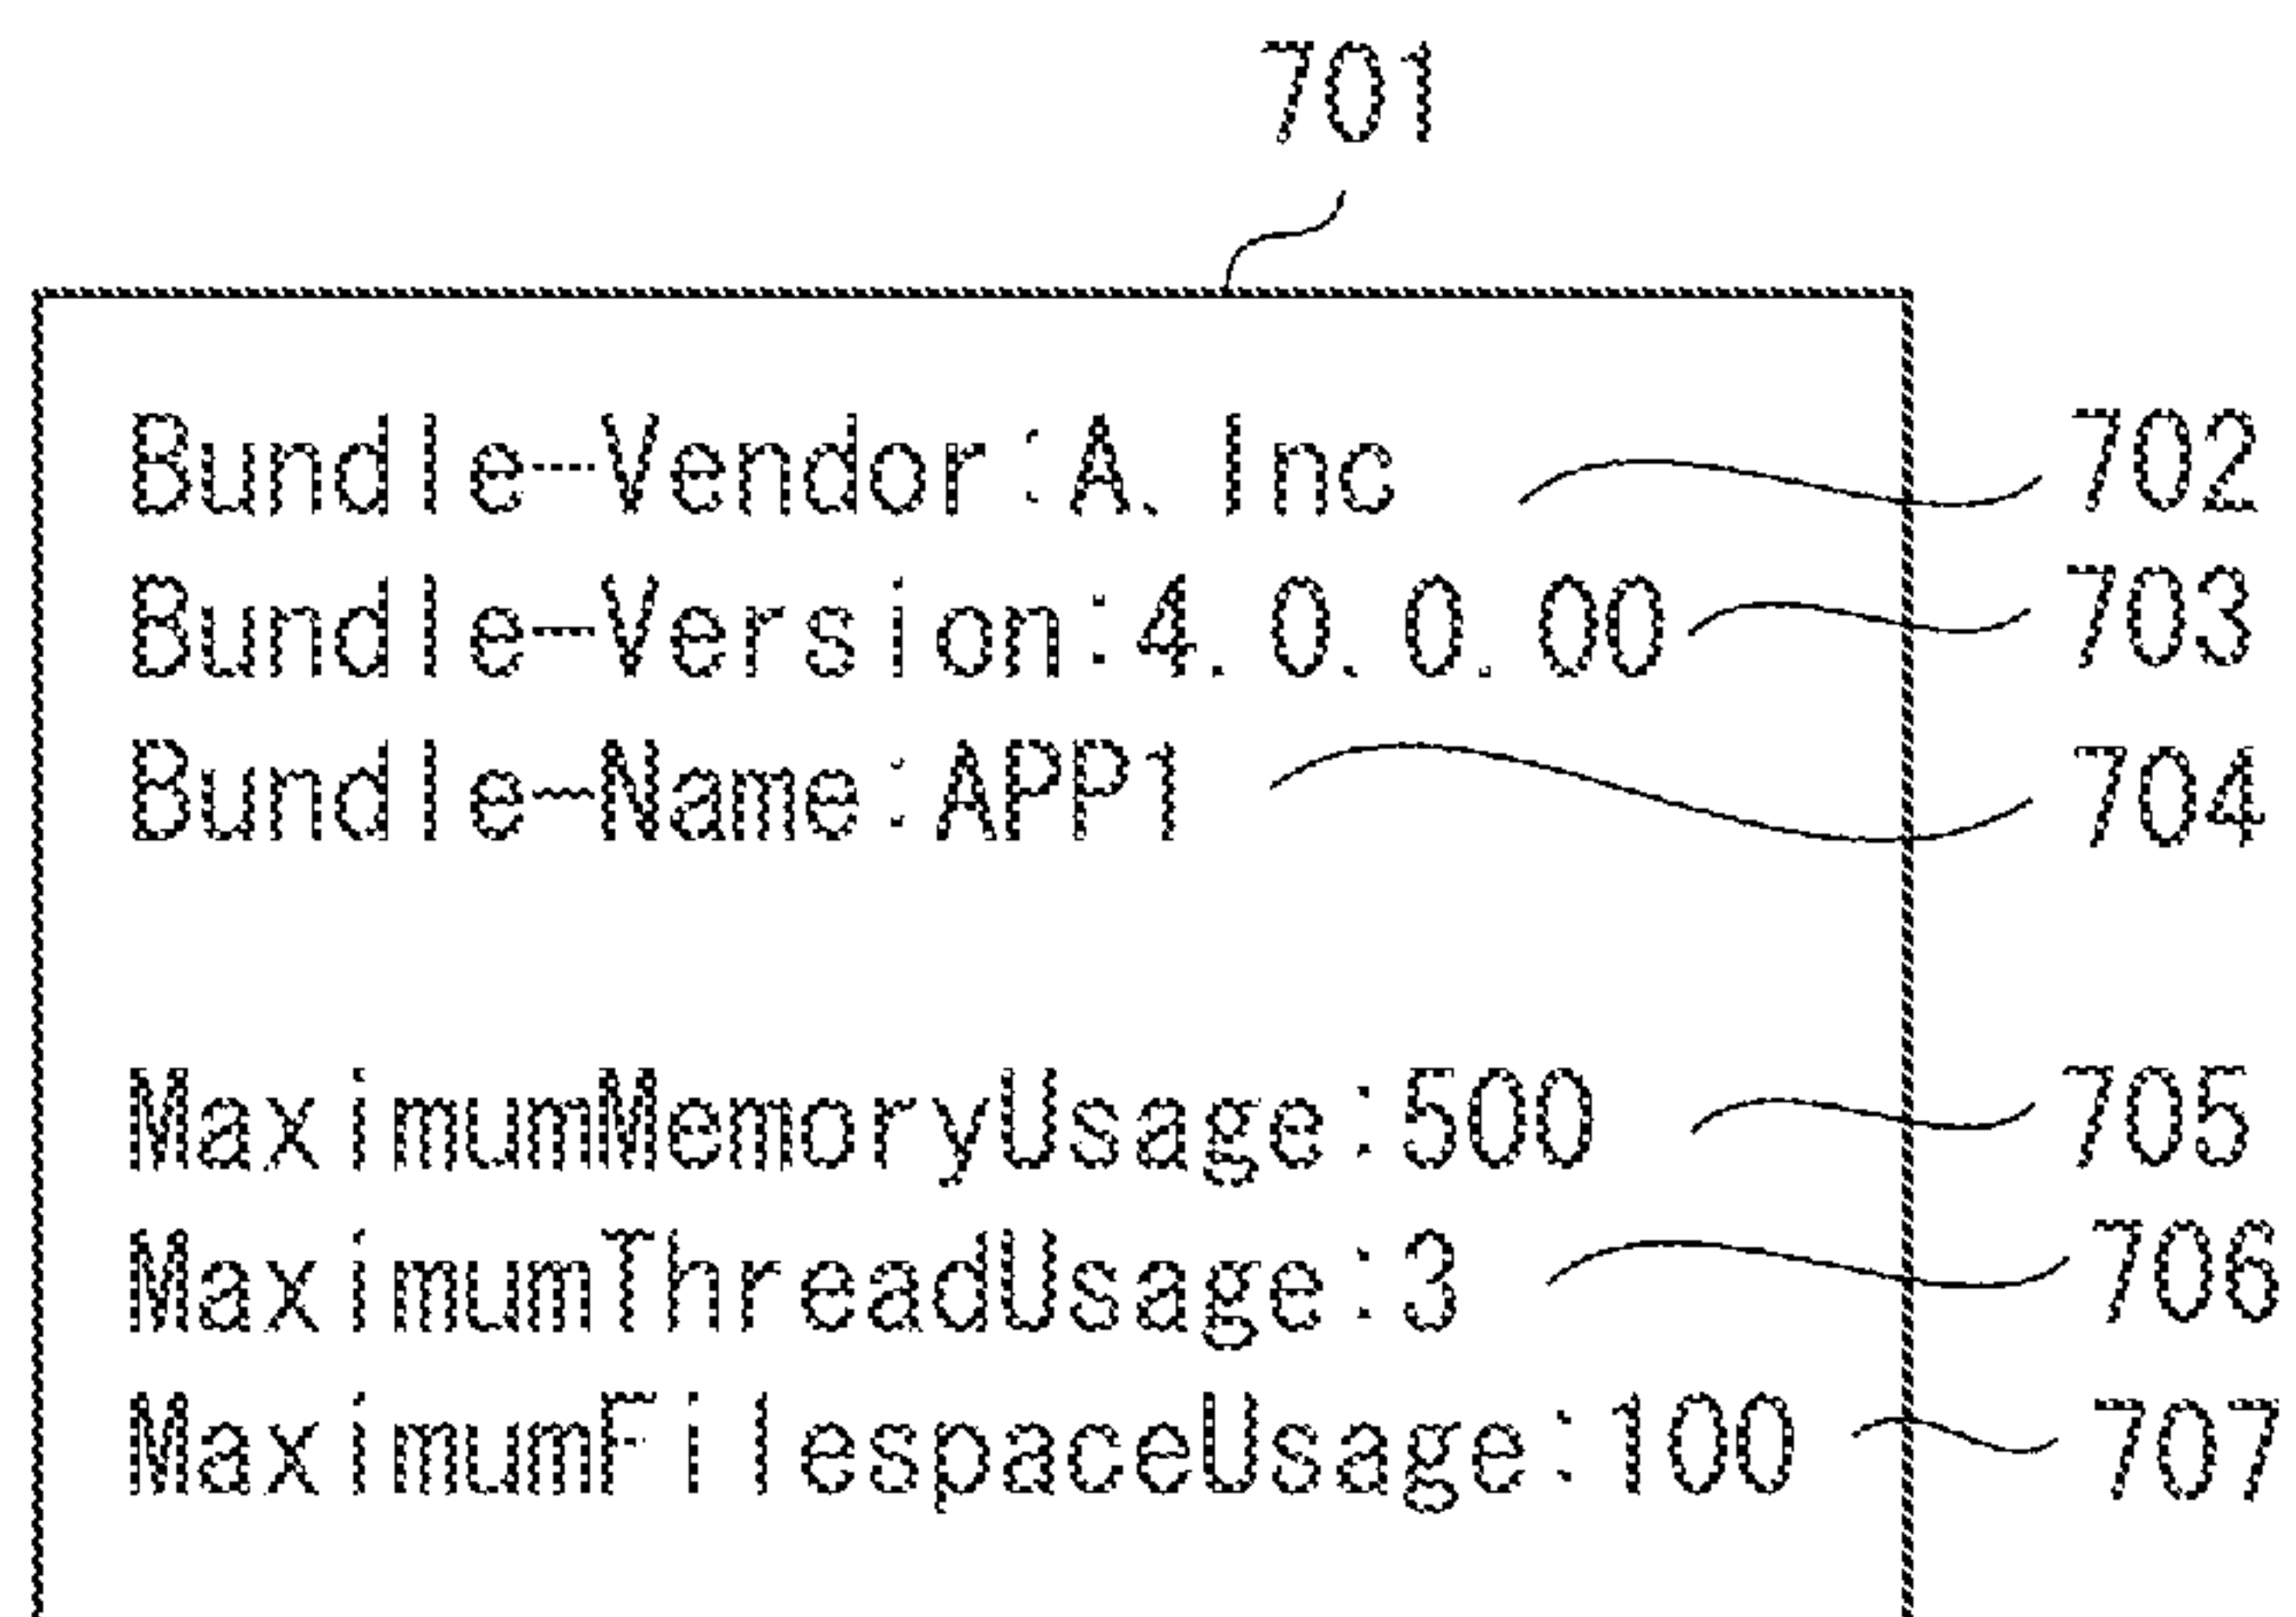 701
Bundle-Vendor:A. Inc 702
Bundle-Version:4.0.0.00 703
Bundle-Name:APP1 704
MaximumMemoryUsage:500 705
MaximumThreadUsage:3 706
MaximumFilespaceUsage:100 707